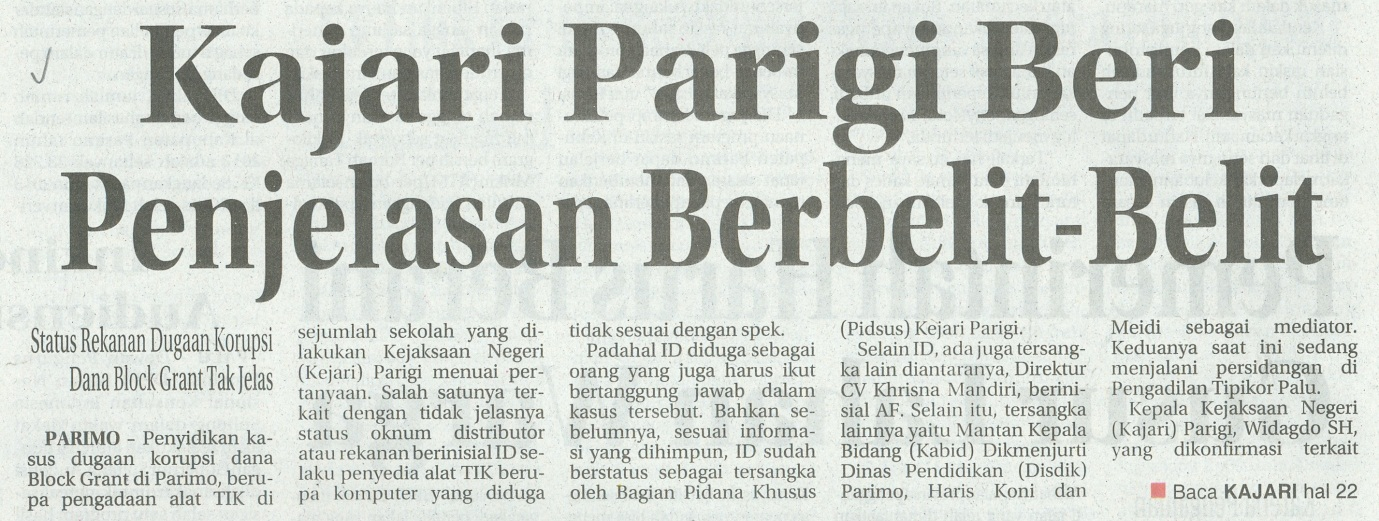 Kajari Parigi Beri
Penjelasan Berbelit-Belit
Status Rekanan Dugaan Korupsi
Dana Block Grant Tak Jelas
PARIMO – Penyidikan ka-
sus dugaan korupsi dana
Block Grant di Parimo, beru-
pa pengadaan alat TIK di
sejumlah sekolah yang di-
lakukan Kejaksaan Negeri
(Kejari) Parigi menuai per-
tanyaan. Salah satunya ter-
kait dengan tidak jelasnya
status oknum distributor
atau rekanan berinisial ID se-
laku penyedia alat TIK beru-
pa komputer yang diduga
tidak sesuai dengan spek.
Padahal ID diduga sebagai
orang yang juga harus ikut
bertanggung jawab dalam
kasus tersebut. Bahkan se-
belumnya, sesuai informa-
si yang dihimpun, ID sudah
berstatus sebagai tersangka
oleh Bagian Pidana Khusus
(Pidsus) Kejari Parigi.
Selain ID, ada juga tersang-
ka lain diantaranya, Direktur
CV Khrisna Mandiri, berini-
sial AF. Selain itu, tersangka
lainnya yaitu Mantan Kepala
Bidang (Kabid) Dikmenjurti
Dinas Pendidikan (Disdik)
Parimo, Haris Koni dan
Meidi sebagai mediator.
Keduanya saat ini sedang
menjalani persidangan di
Pengadilan Tipikor Palu.
Kepala Kejaksaan Negeri
(Kajari) Parigi, Widagdo SH,
yang dikonfirmasi terkait
Baca KAJARI hal 22